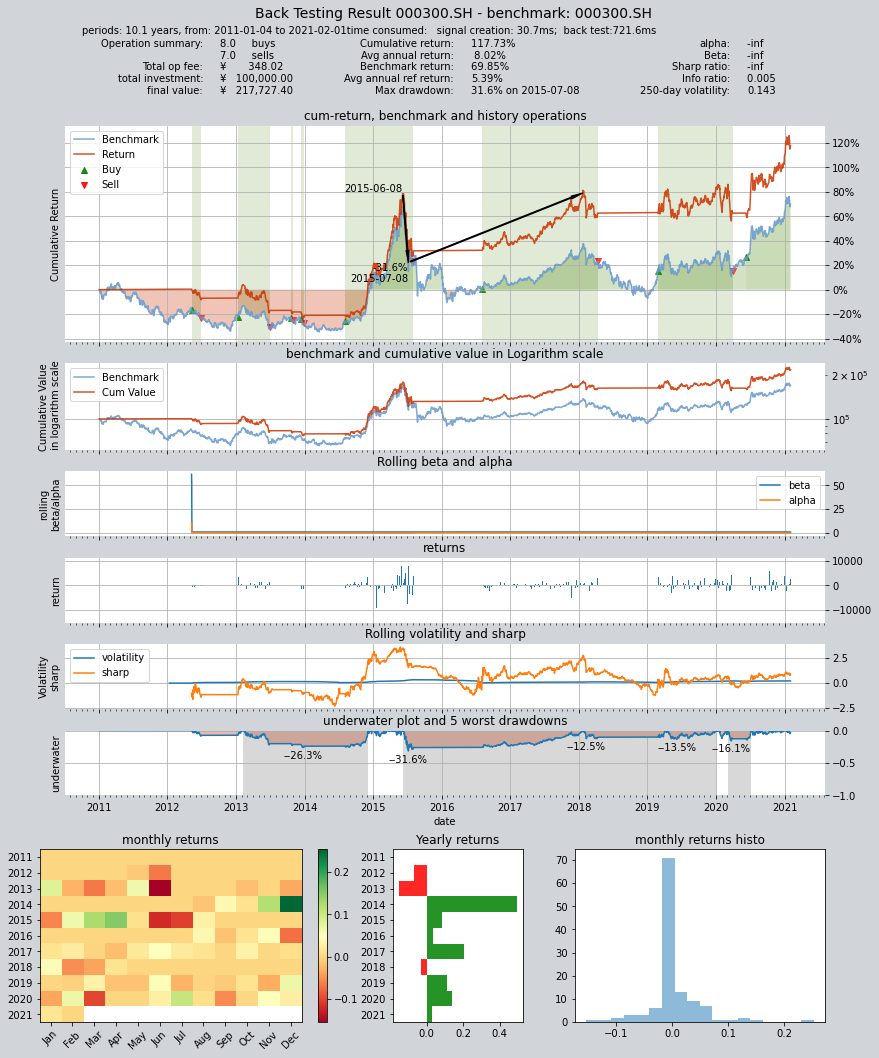 Back Testing Result 000300.SH - benchmark: 000300.SH
periods: 10.1 years, from: 2011-01-04 to 2021-02-01time consumed: signal creation: 30.7ms; back test:721.6ms
Operation summary: 8.0 buys Cumulative return: 117.73% alpha: -inf
7.0 sells Avg annual return: 8.02% Beta: -inf
Total op fee: ¥ 348.02 Benchmark return: 69.85% Sharp ratio: -inf
total investment: ¥ 100,000.00 Avg annual ref return: 5.39% Info ratio: 0.005
final value: ¥ 217,727.40 Max drawdown: 31.6% on 2015-07-08 250-day volatility: 0.143
cum-return, benchmark and history operations
Cumulative Return
Benchmark
Return
Buy
Sell
2015-06-08
-31.6%
2015-07-08
120%
100%
80%
60%
40%
20%
0%
−20%
−40%
benchmark and cumulative value in Logarithm scale
Cumulative Value
in logarithm scale
Benchmark
Cum Value
2 × 10⁵
10⁵
Rolling beta and alpha
rolling
beta/alpha
beta
alpha
50
25
0
returns
return
10000
0
−10000
Rolling volatility and sharp
Volatility
sharp
volatility
sharp
2.5
0.0
−2.5
underwater plot and 5 worst drawdowns
underwater
−26.3%
−31.6%
−12.5%
−13.5%
−16.1%
0.0
−0.5
−1.0
2011 2012 2013 2014 2015 2016 2017 2018 2019 2020 2021
date
monthly returns
2011
2012
2013
2014
2015
2016
2017
2018
2019
2020
2021
Jan Feb Mar Apr May Jun Jul Aug Sep Oct Nov Dec
0.2
0.1
0.0
−0.1
Yearly returns
2011
2012
2013
2014
2015
2016
2017
2018
2019
2020
2021
0.0 0.2 0.4
monthly returns histo
70
60
50
40
30
20
10
0
−0.1 0.0 0.1 0.2